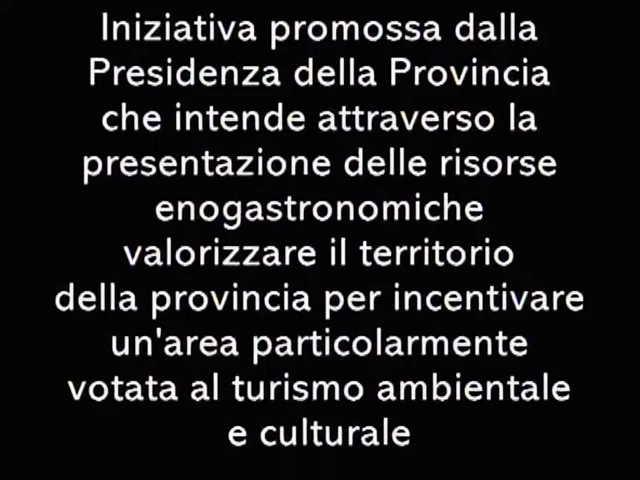 Iniziativa promossa dalla
Presidenza della Provincia
che intende attraverso la
presentazione delle risorse
enogastronomiche
valorizzare il territorio
della provincia per incentivare
un'area particolarmente
votata al turismo ambientale
e culturale